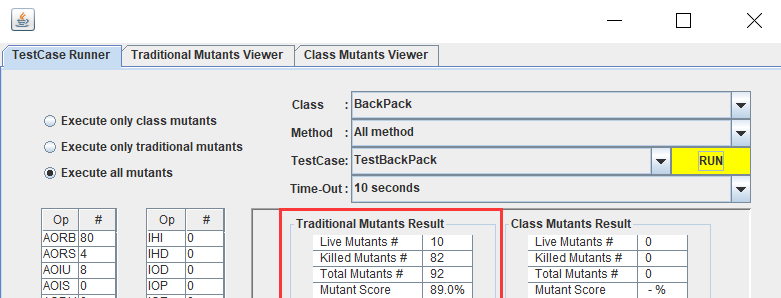 TestCase Runner Traditional Mutants Viewer Class Mutants Viewer
Class : BackPack
Execute only class mutants
Method : All method
Execute only traditional mutants
TestCase: TestBackPack RUN
Execute all mutants
Time-Out : 10 seconds
Op # Op # Traditional Mutants Result Class Mutants Result
AORB 80 IHI 0 Live Mutants # 10 Live Mutants # 0
AORS 4 IHD 0 Killed Mutants # 82 Killed Mutants # 0
AOIU 8 IOD 0 Total Mutants # 92 Total Mutants # 0
AOIS 0 IOP 0 Mutant Score 89.0% Mutant Score - %